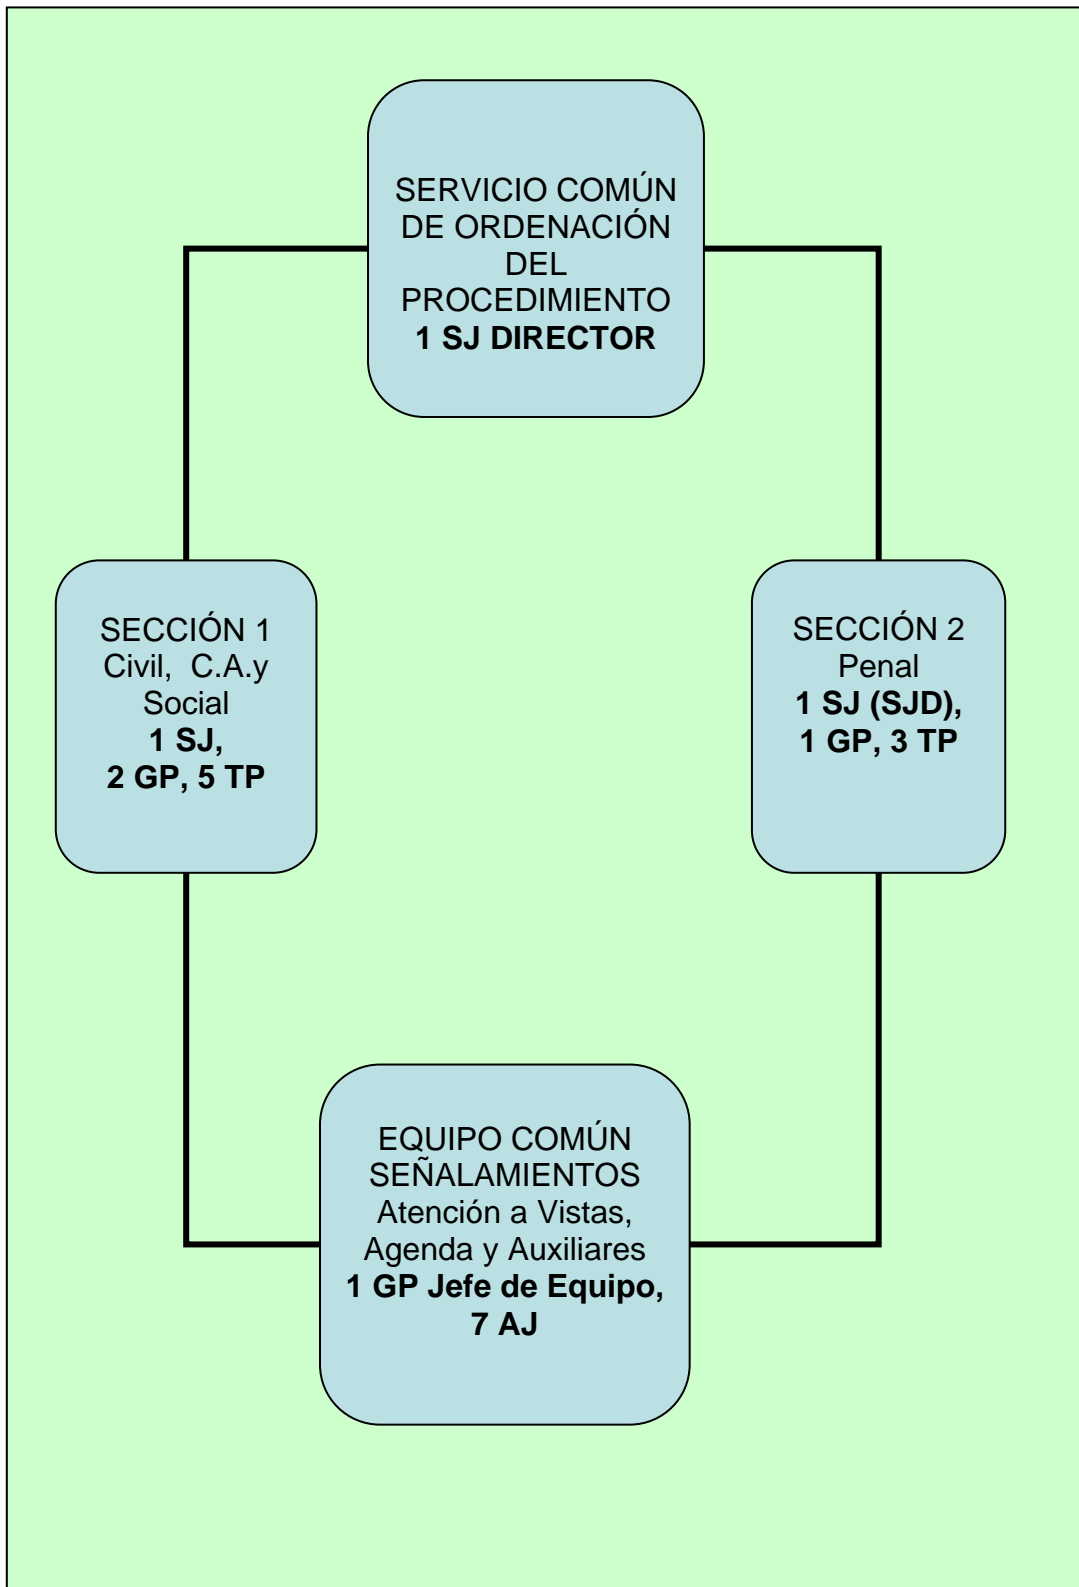 SERVICIO COMÚN
DE ORDENACIÓN
DEL
PROCEDIMIENTO
1 SJ DIRECTOR
SECCIÓN 1
Civil,  C.A.y
Social
1 SJ,
2 GP, 5 TP
SECCIÓN 2
Penal
1 SJ (SJD),
1 GP, 3 TP
EQUIPO COMÚN
SEÑALAMIENTOS
Atención a Vistas,
Agenda y Auxiliares
1 GP Jefe de Equipo,
7 AJ